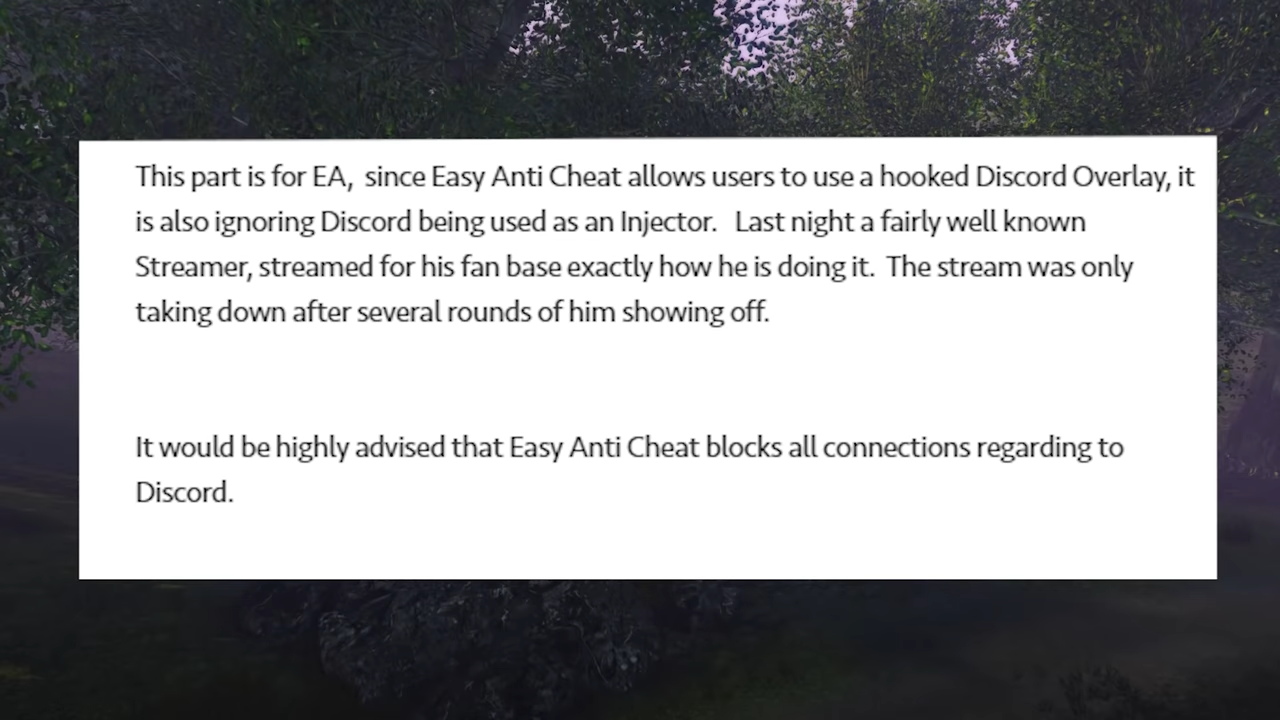 This part is for EA,  since Easy Anti Cheat allows users to use a hooked Discord Overlay, it
is also ignoring Discord being used as an Injector.   Last night a fairly well known
Streamer, streamed for his fan base exactly how he is doing it.  The stream was only
taking down after several rounds of him showing off.
It would be highly advised that Easy Anti Cheat blocks all connections regarding to
Discord.